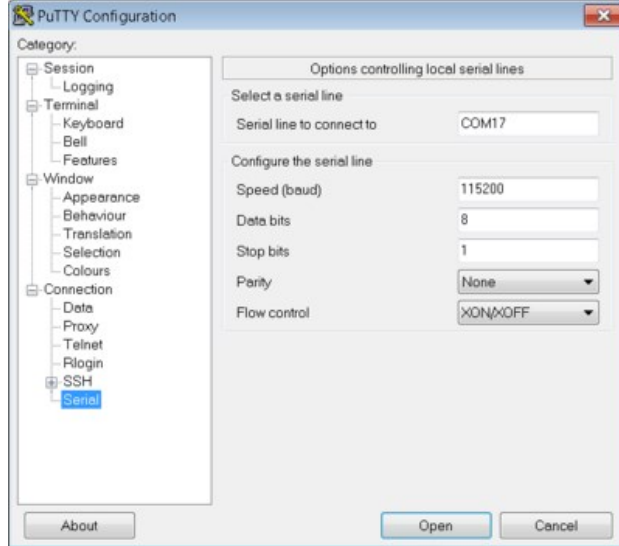 PuTTY Configuration
Category:
Session
Logging
Terminal
Keyboard
Bell
Features
Window
Appearance
Behaviour
Translation
Selection
Colours
Connection
Data
Proxy
Telnet
Rlogin
SSH
Serial
Options controlling local serial lines
Select a serial line
Serial line to connect to COM17
Configure the serial line
Speed (baud) 115200
Data bits 8
Stop bits 1
Parity None
Flow control XON/XOFF
About Open Cancel